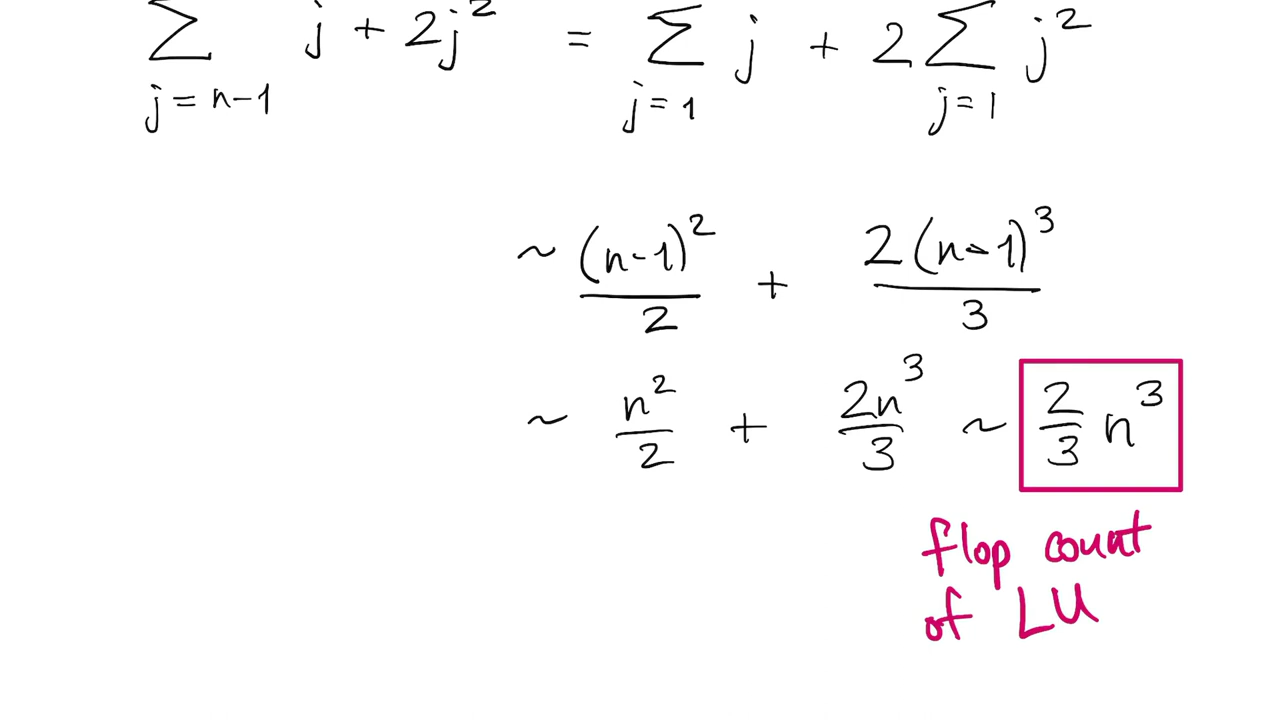 ∑ j + 2j² = ∑ j + 2 ∑ j²
j = n-1 j = 1 j = 1
~ (n-1)²/2 + 2(n-1)³/3
~ n²/2 + 2n³/3 ~ 2/3 n³
flop count
of LU